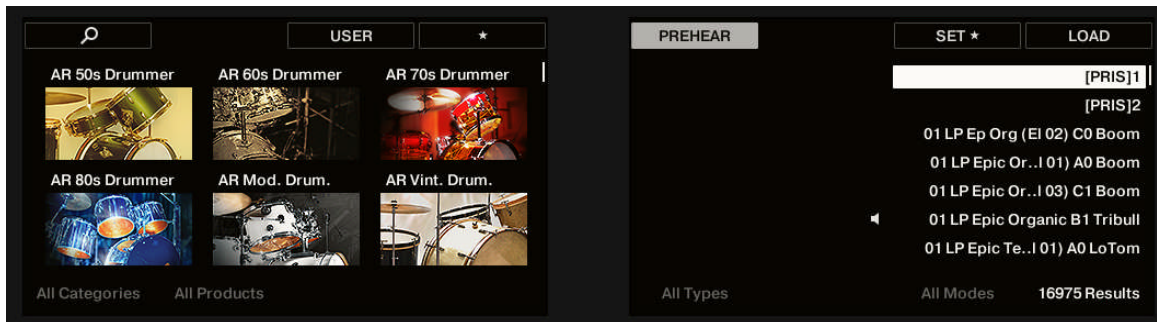 USER ★
AR 50s Drummer AR 60s Drummer AR 70s Drummer
AR 80s Drummer AR Mod. Drum. AR Vint. Drum.
All Categories All Products
PREHEAR SET ★ LOAD
[PRIS]1
[PRIS]2
01 LP Ep Org (El 02) C0 Boom
01 LP Epic Or..l 01) A0 Boom
01 LP Epic Or..l 03) C1 Boom
01 LP Epic Organic B1 Tribull
01 LP Epic Te..l 01) A0 LoTom
All Types All Modes 16975 Results